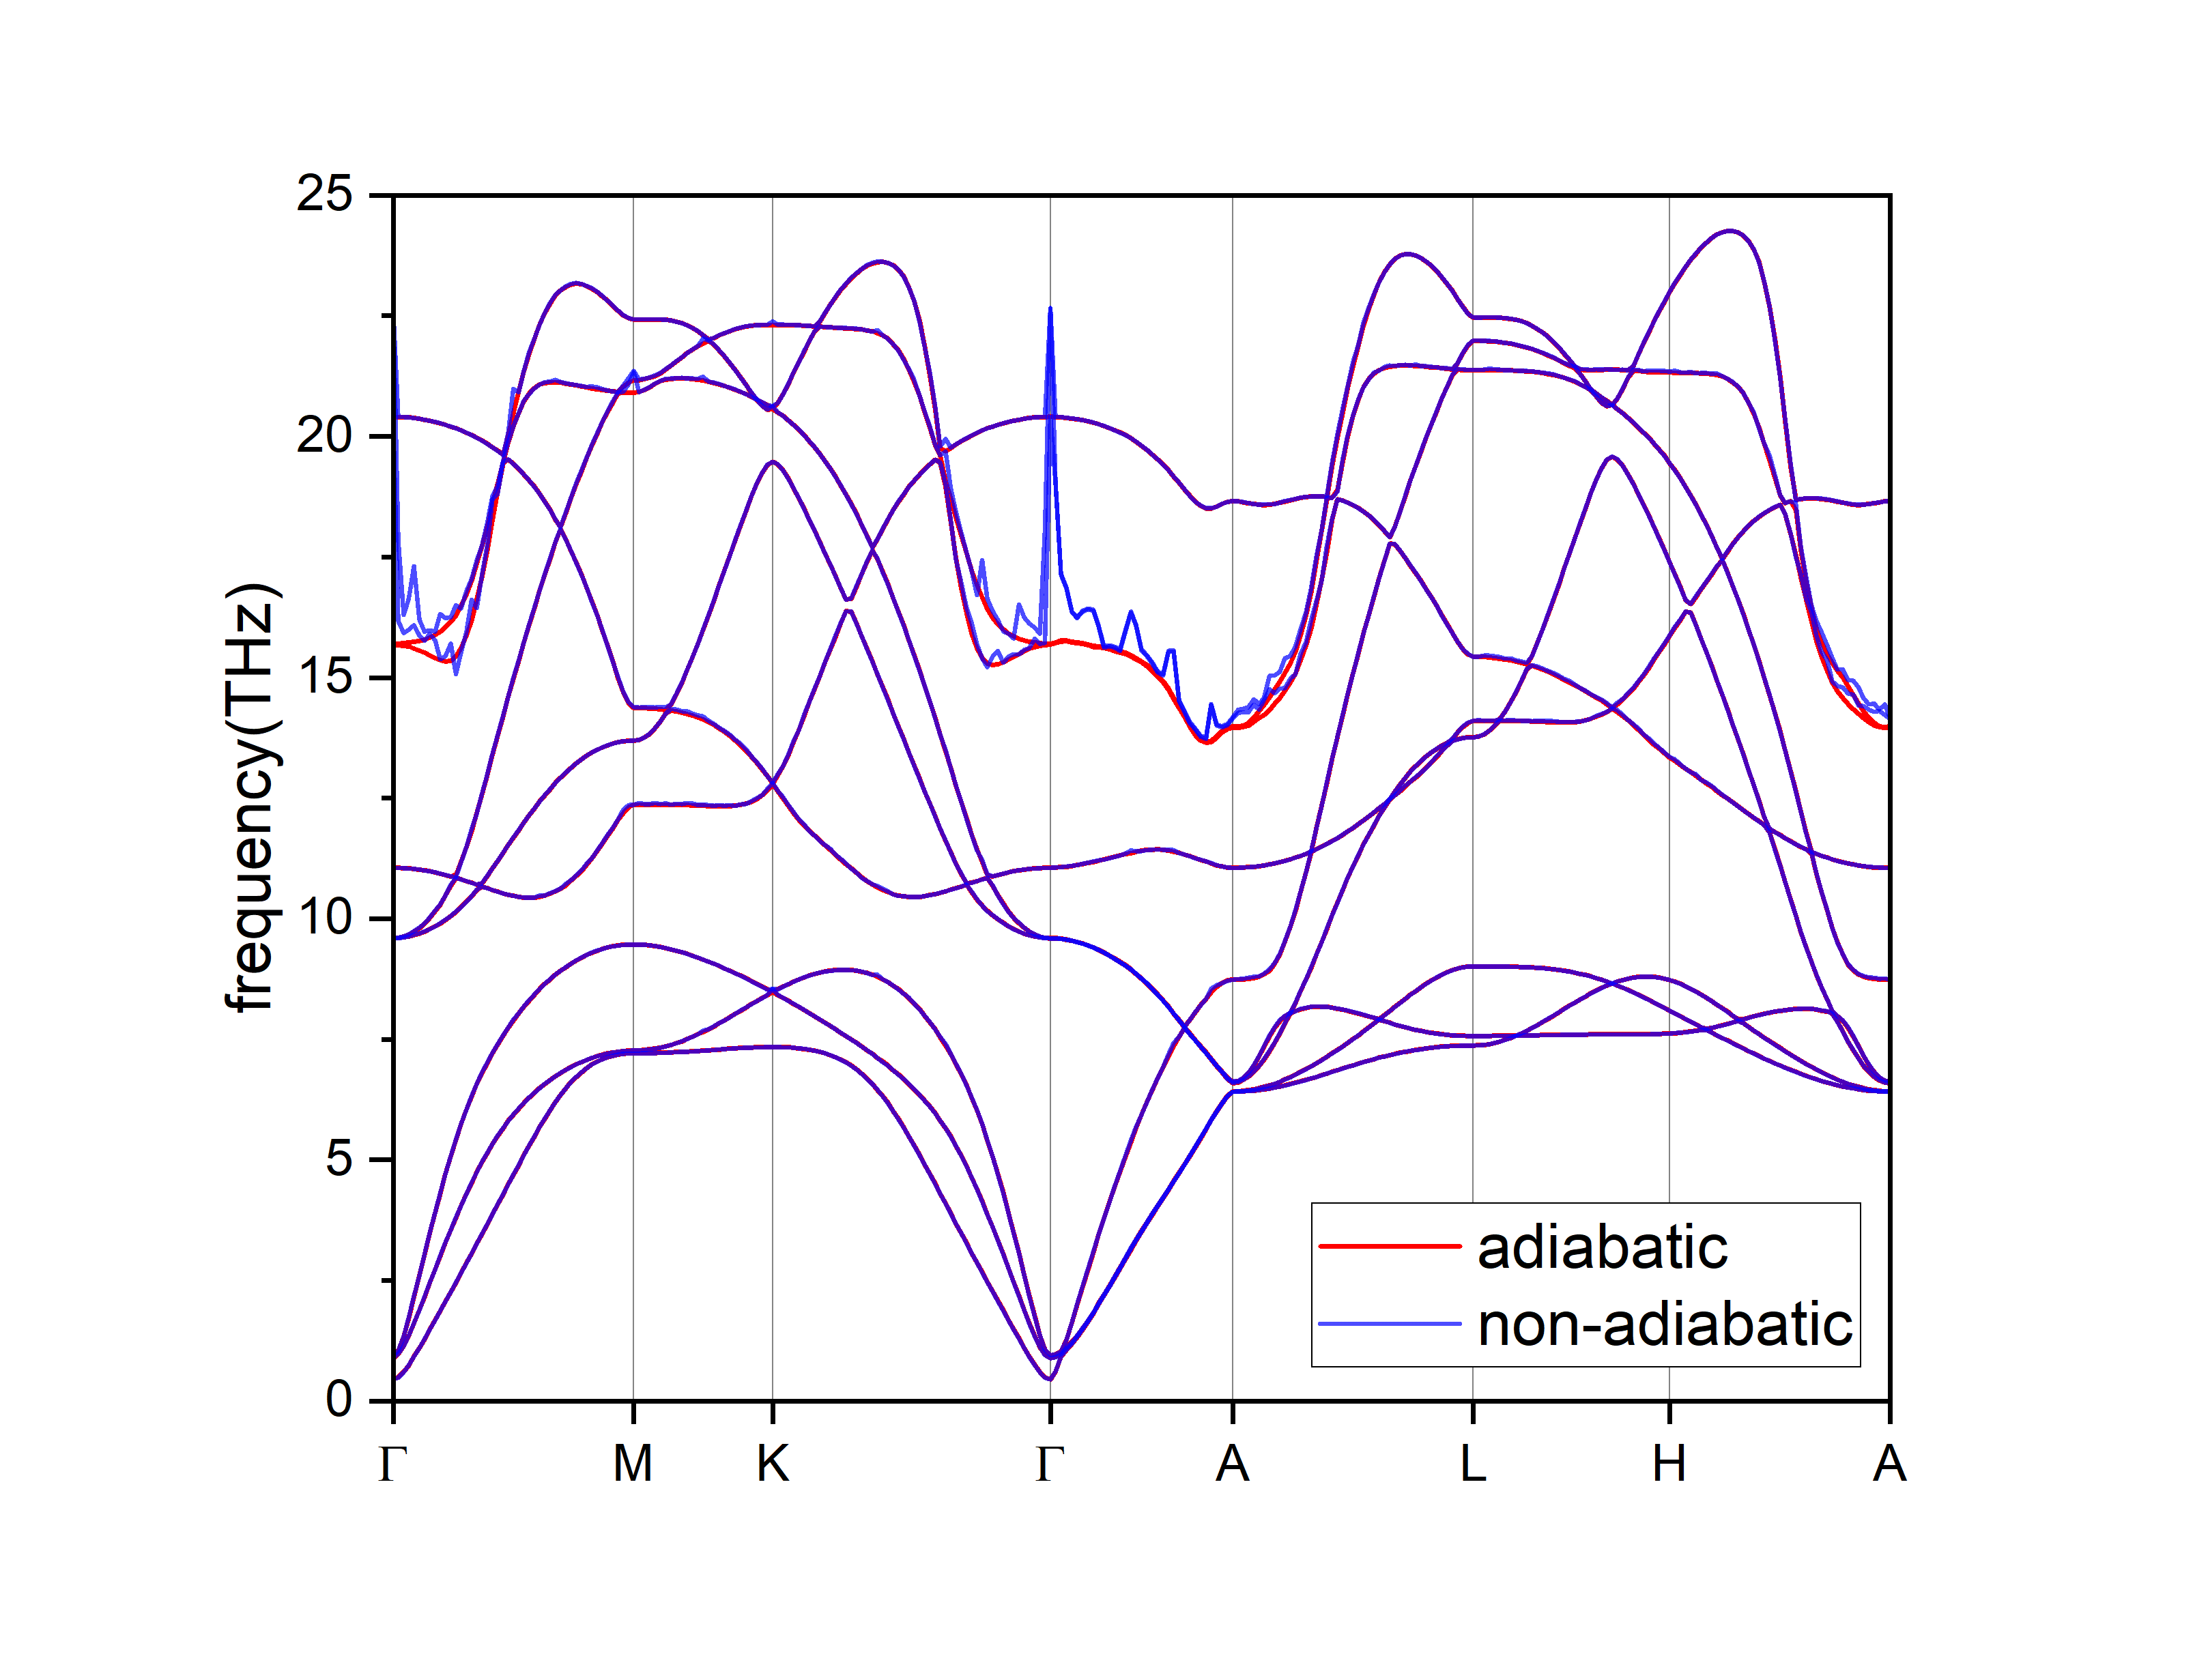 frequency(THz)
25
20
15
10
5
0
Γ M K Γ A L H A
adiabatic
non-adiabatic